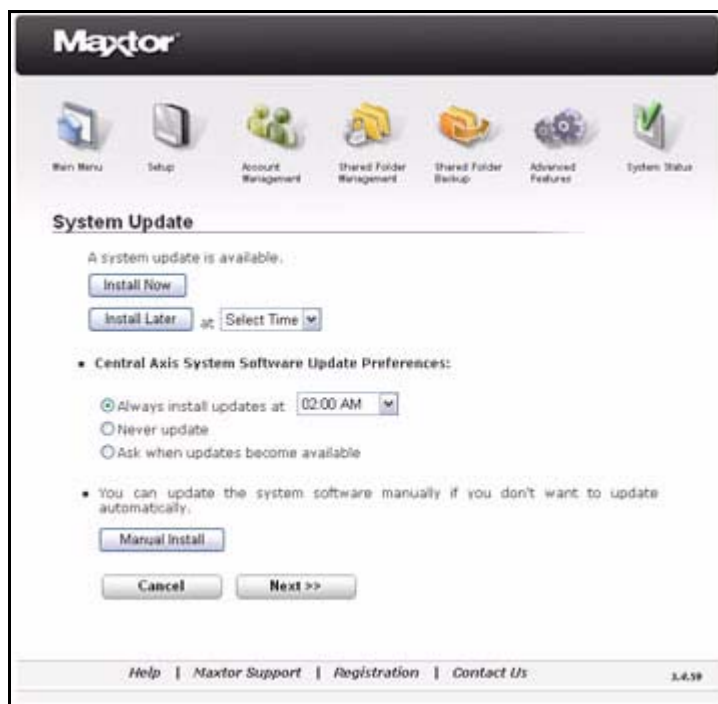 Maxtor
Main Menu
Setup
Account Management
Shared Folder Management
Shared Folder Backup
Advanced Features
System Status
System Update
A system update is available.
Install Now
Install Later at Select Time
Central Axis System Software Update Preferences:
Always install updates at 02:00 AM
Never update
Ask when updates become available
You can update the system software manually if you don't want to update
automatically.
Manual Install
Cancel Next >>
Help | Maxtor Support | Registration | Contact Us